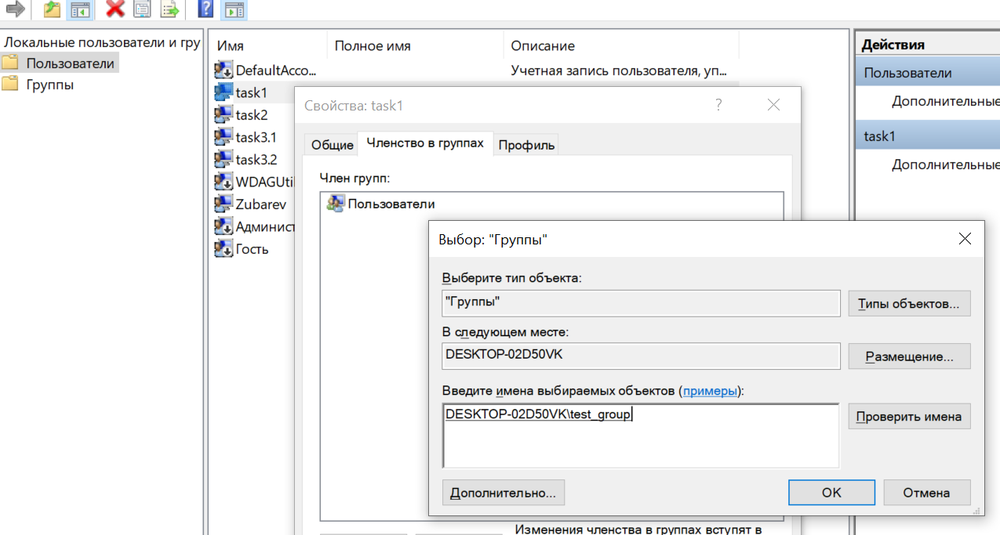 Локальные пользователи и гру
Пользователи
Группы
Имя
Полное имя
Описание
DefaultAcco...
Учетная запись пользователя, уп...
task1
task2
task3.1
task3.2
WDAGUti
Zubarev
Админист
Гость
Действия
Пользователи
Дополнительные
task1
Дополнительные
Свойства: task1
?
Общие
Членство в группах
Профиль
Член групп:
Пользователи
Изменения членства в группах вступят в
Выбор: "Группы"
Выберите тип объекта:
"Группы"
Типы объектов...
В следующем месте:
DESKTOP-02D50VK
Размещение...
Введите имена выбираемых объектов (примеры):
DESKTOP-02D50VK\test_group
Проверить имена
Дополнительно...
ОК
Отмена